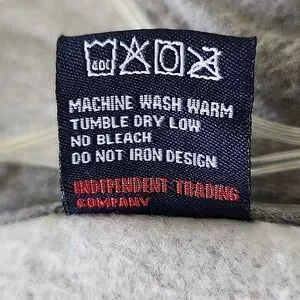 40C
MACHINE WASH WARM
TUMBLE DRY LOW
NO BLEACH
DO NOT IRON DESIGN
INDEPENDENT TRADING
COMPANY